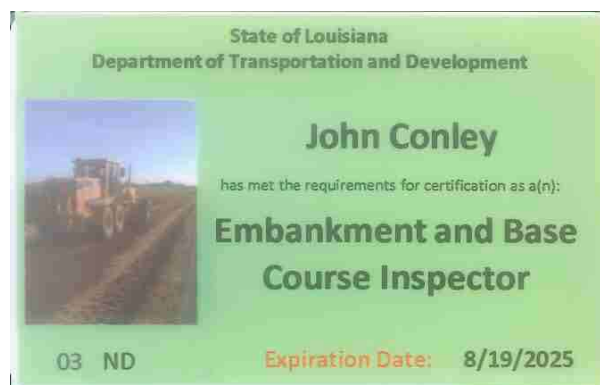 State of Louisiana
Department of Transportation and Development
John Conley
has met the requirements for certification as a(n):
Embankment and Base
Course Inspector
03 ND
Expiration Date: 8/19/2025